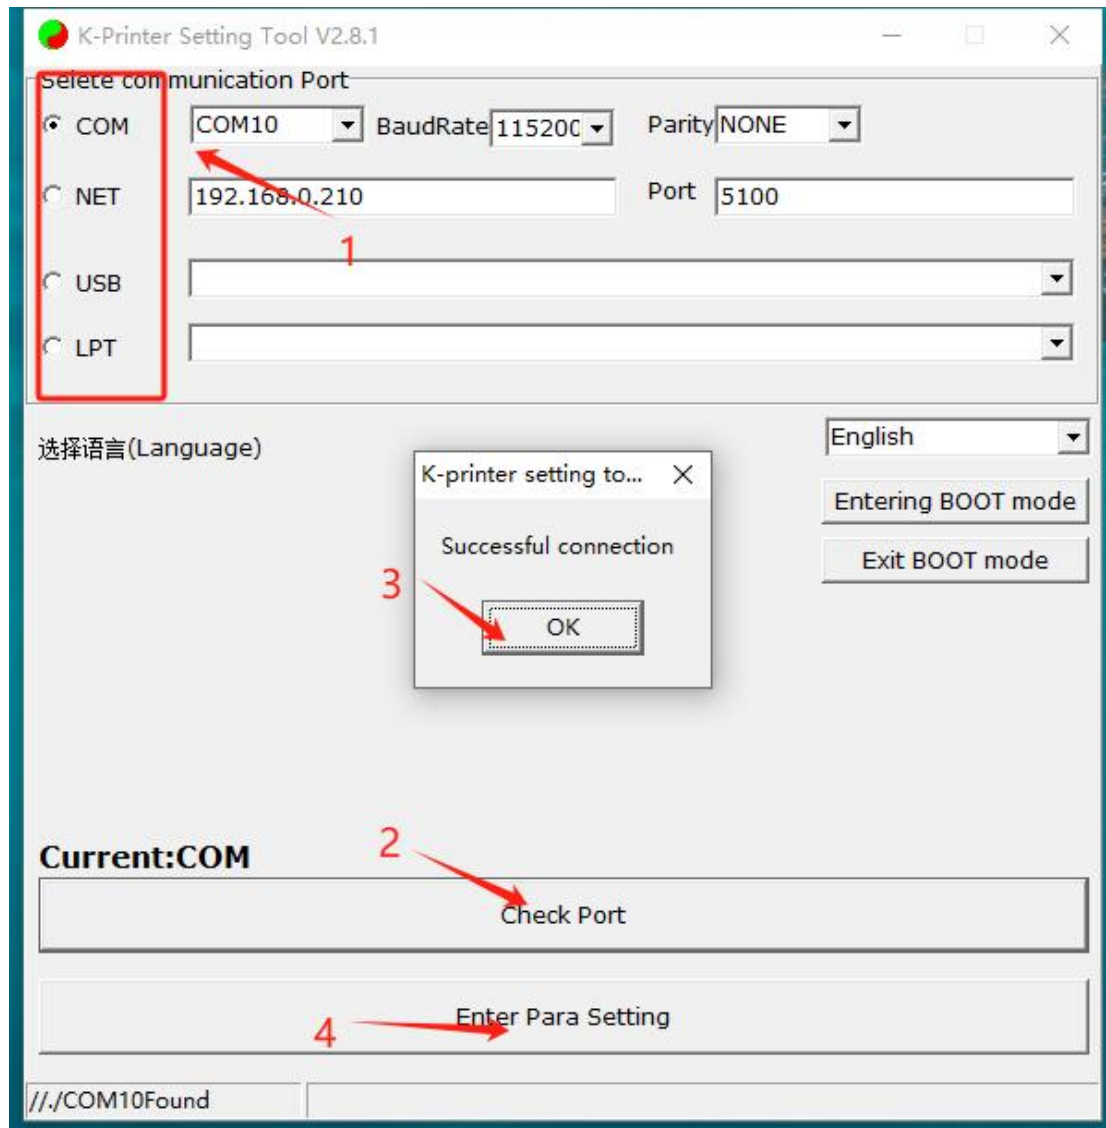 K-Printer Setting Tool V2.8.1
Selete communication Port
COM COM10 BaudRate 115200 Parity NONE
NET 192.168.0.210 Port 5100
1
USB
LPT
选择语言(Language) English
K-printer setting to...
Entering BOOT mode
Successful connection
Exit BOOT mode
3
OK
2
Current:COM
Check Port
4 Enter Para Setting
//./COM10Found